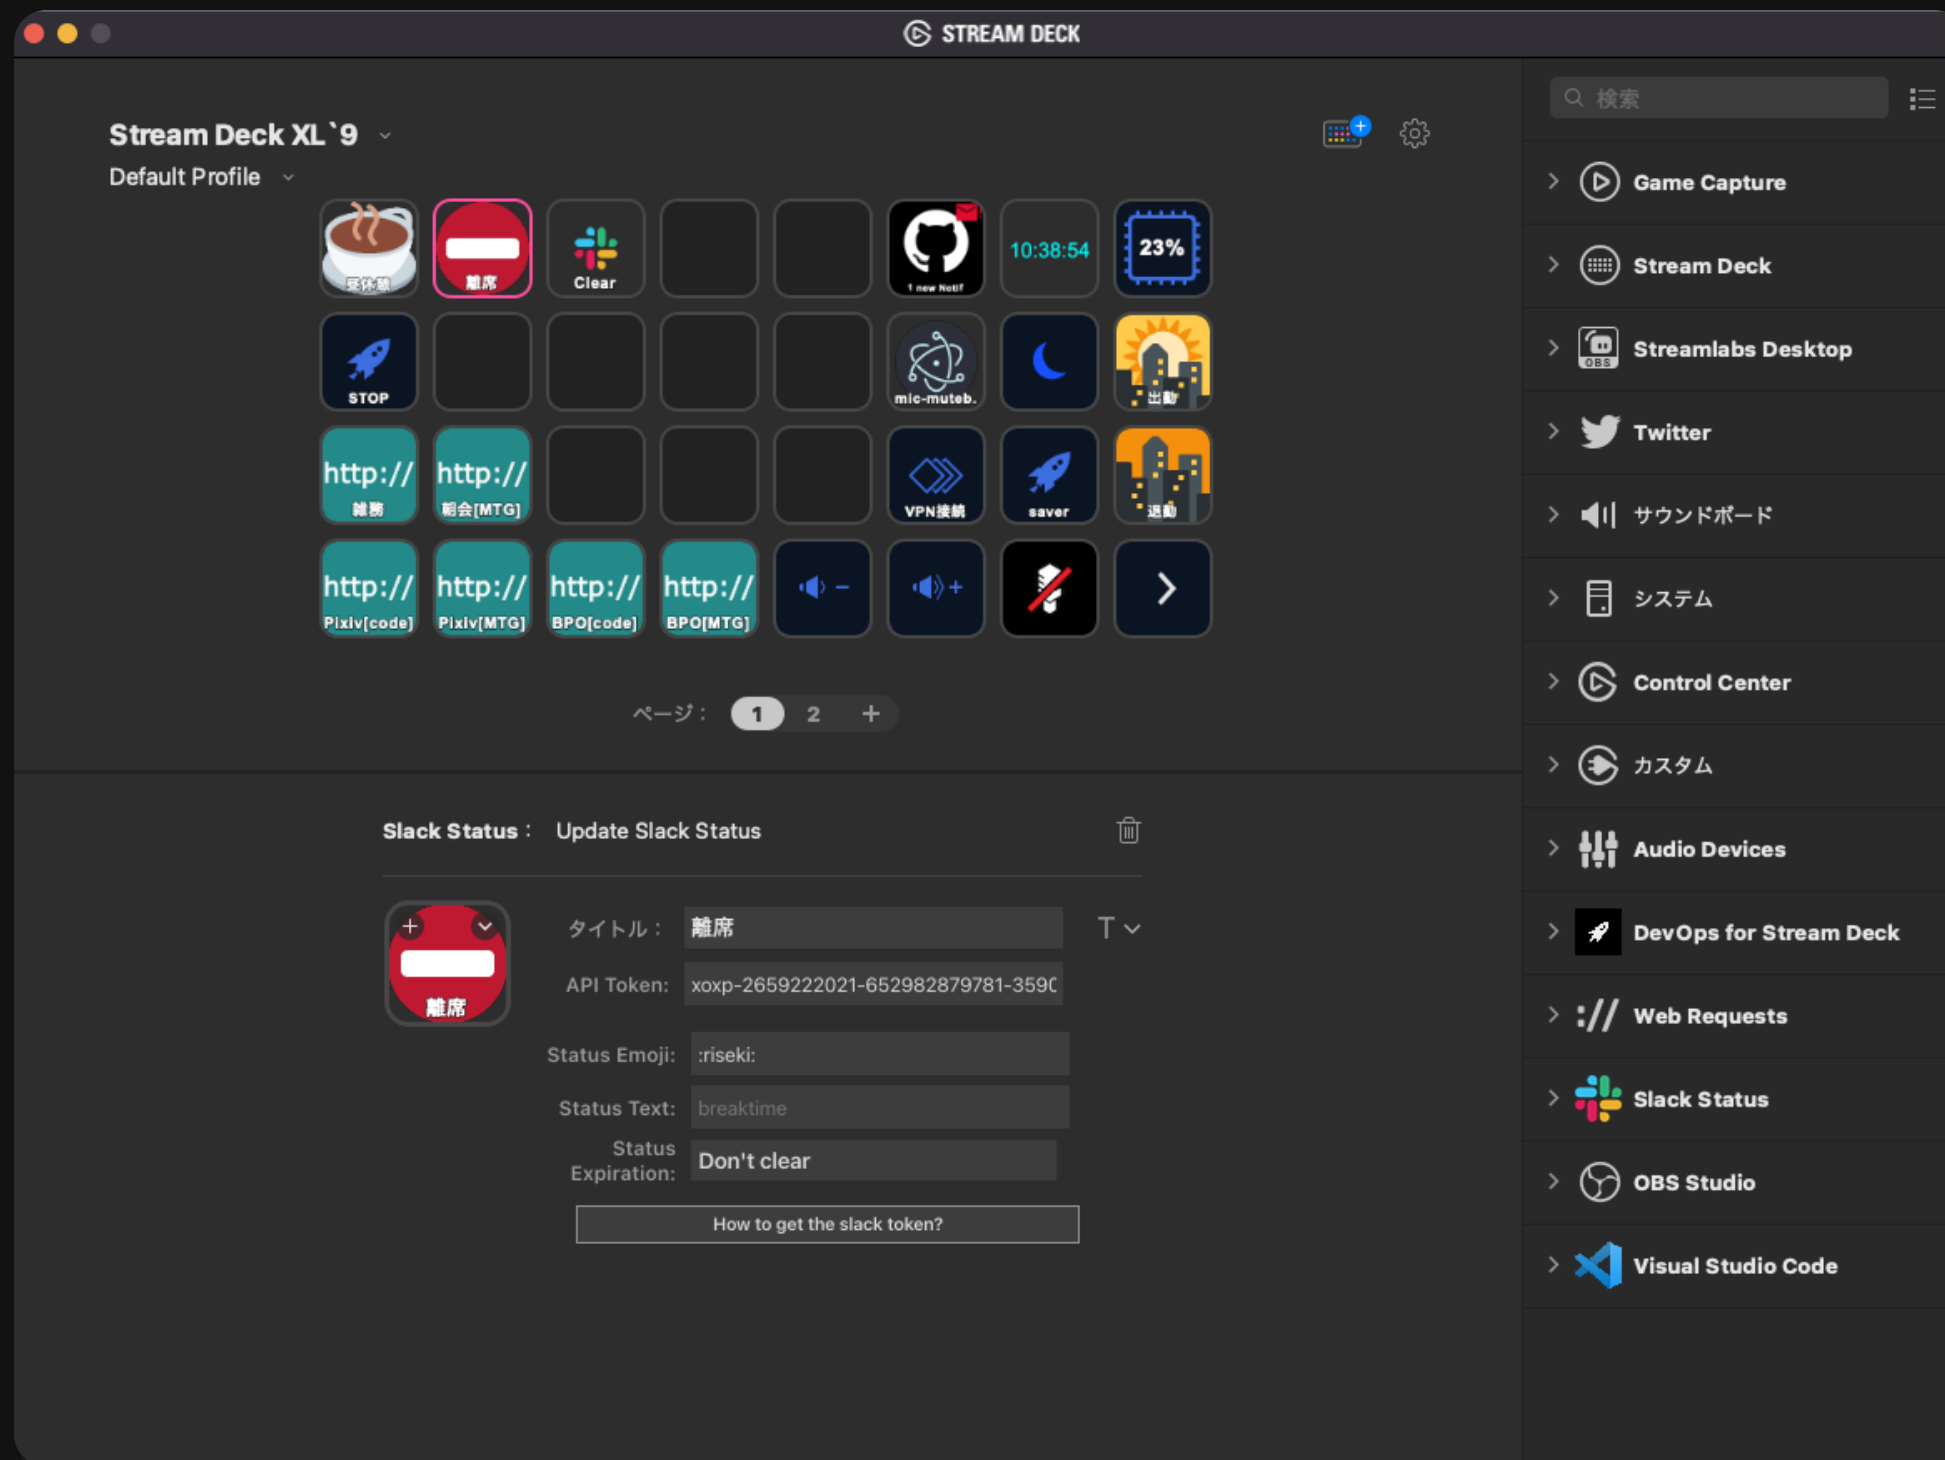 STREAM DECK
Stream Deck XL`9
Default Profile
昼休憩
離席
Clear
1 new Notif
10:38:54
23%
STOP
mic-muteb.
出勤
http://
雑務
http://
朝会[MTG]
VPN接続
saver
退勤
http://
Pixiv[code]
http://
Pixiv[MTG]
http://
BPO[code]
http://
BPO[MTG]
ページ：
1
2
+
Slack Status：
Update Slack Status
離席
タイトル：
離席
T
API Token:
xoxp-2659222021-652982879781-359
Status Emoji:
:riseki:
Status Text:
breaktime
Status
Expiration:
Don't clear
How to get the slack token?
検索
Game Capture
Stream Deck
OBS
Streamlabs Desktop
Twitter
サウンドボード
システム
Control Center
カスタム
Audio Devices
DevOps for Stream Deck
://
Web Requests
Slack Status
OBS Studio
Visual Studio Code